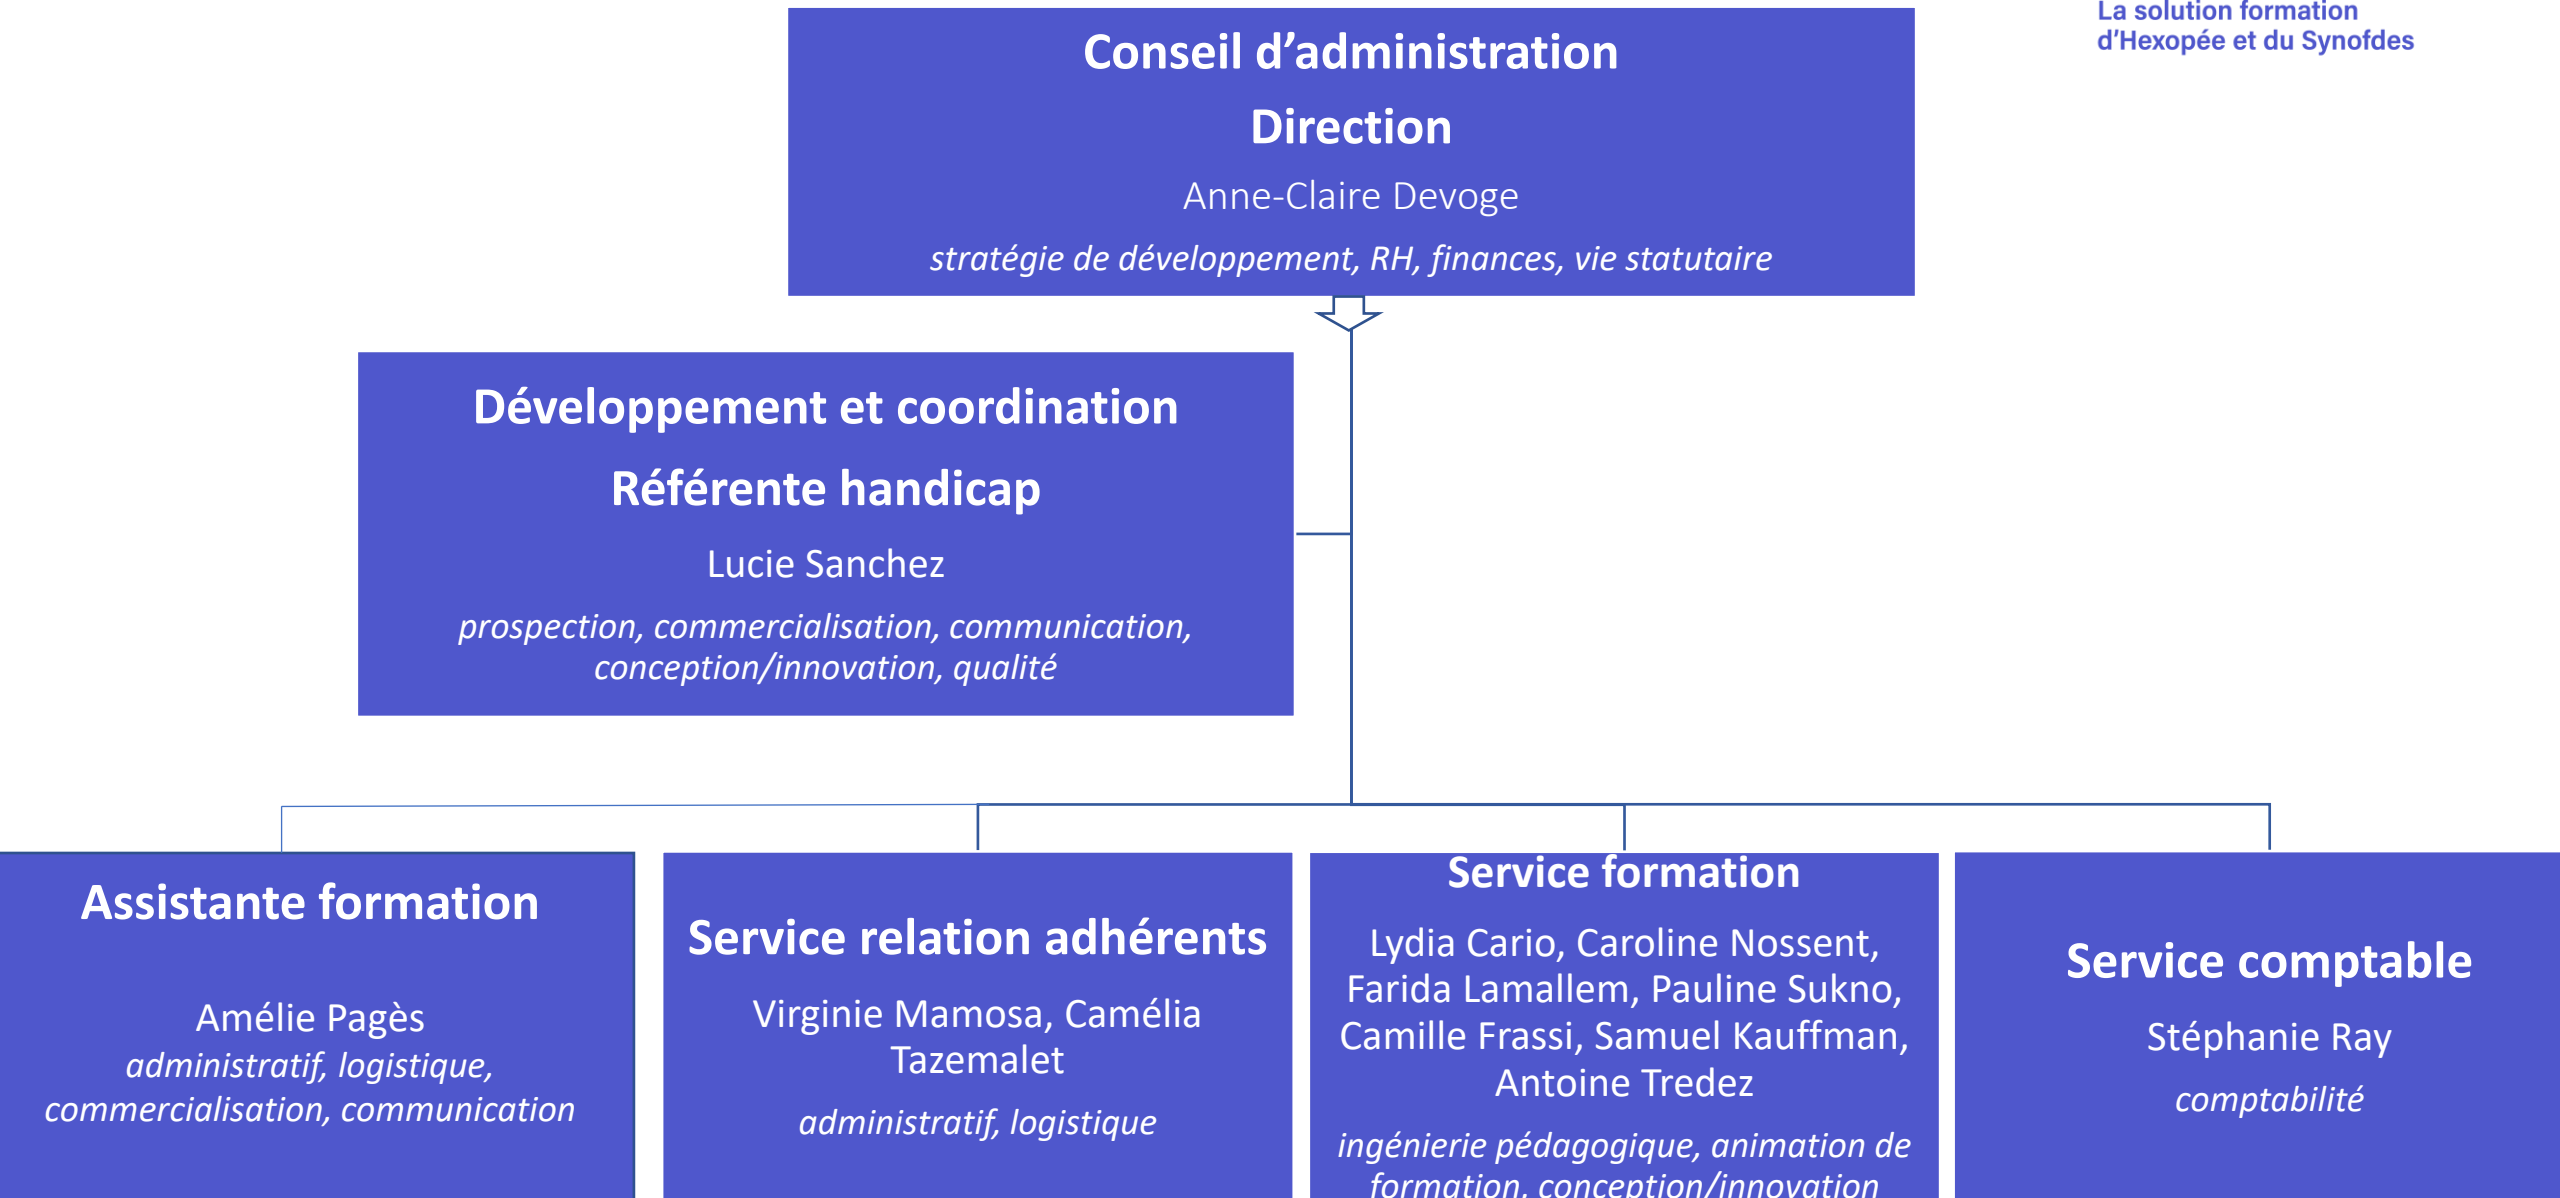 La solution formation
d'Hexopée et du Synofdes
Conseil d’administration
Direction
Anne-Claire Devoge
stratégie de développement, RH, finances, vie statutaire
Développement et coordination
Référente handicap
Lucie Sanchez
prospection, commercialisation, communication,
conception/innovation, qualité
Assistante formation
Amélie Pagès
administratif, logistique,
commercialisation, communication
Service relation adhérents
Virginie Mamosa, Camélia
Tazemalet
administratif, logistique
Service formation
Lydia Cario, Caroline Nossent,
Farida Lamallem, Pauline Sukno,
Camille Frassi, Samuel Kauffman,
Antoine Tredez
ingénierie pédagogique, animation de
formation, conception/innovation
Service comptable
Stéphanie Ray
comptabilité